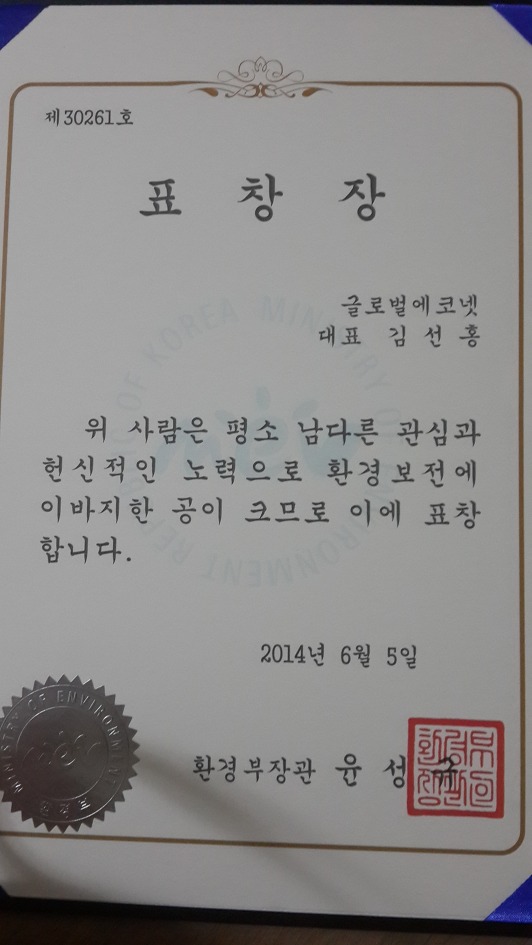 제30261호
표 창 장
글로벌에코넷
대표 김 선 홍
위 사람은 평소 남다른 관심과
헌신적인 노력으로 환경보전에
이바지한 공이 크므로 이에 표창
합니다.
2014년 6월 5일
환경부장관 윤 성 규
MINISTRY OF ENVIRONMENT